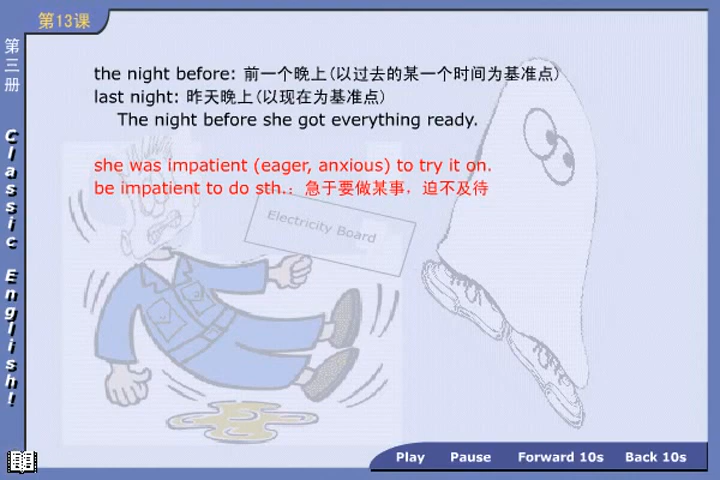 第13课
第三册
Classic English!
the night before: 前一个晚上(以过去的某一个时间为基准点)
last night: 昨天晚上(以现在为基准点)
The night before she got everything ready.
she was impatient (eager, anxious) to try it on.
be impatient to do sth.: 急于要做某事，迫不及待
Electricity Board
Play Pause Forward 10s Back 10s